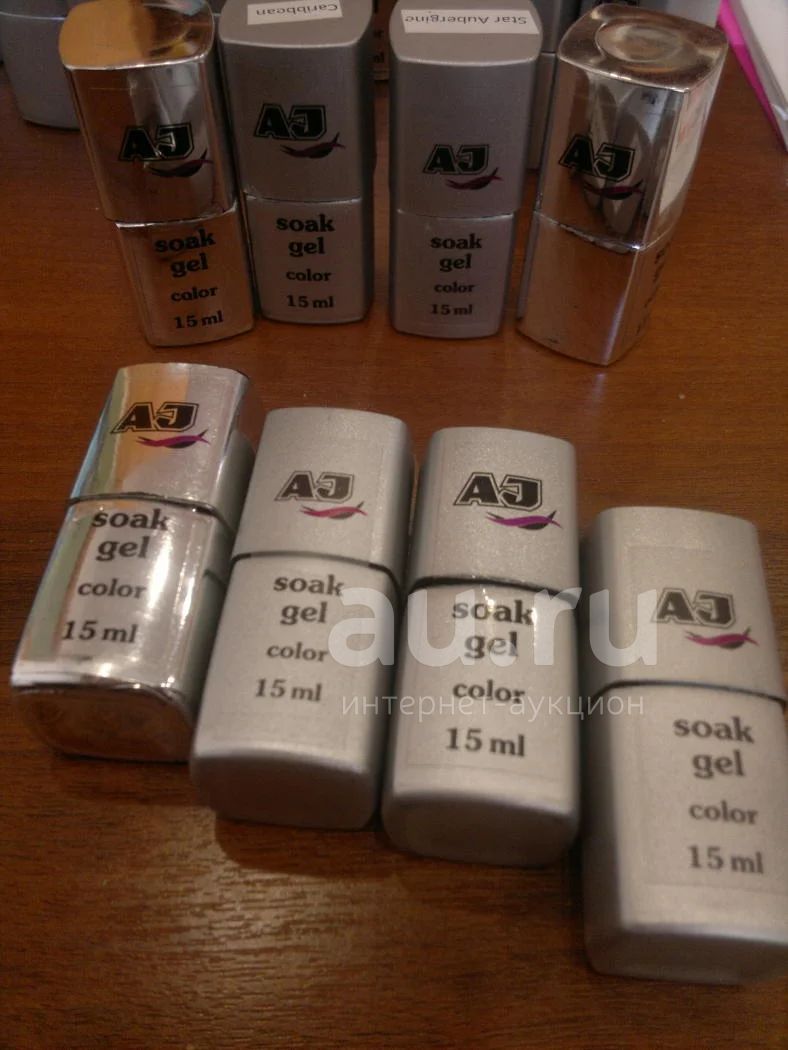 Caribbean
Star Aubergine
AJ
soak
gel
color
15 ml
AJ
soak
gel
color
15 ml
AJ
soak
gel
color
15 ml
AJ
AJ
soak
gel
color
15 ml
AJ
soak
gel
color
15 ml
AJ
soak
gel
color
15 ml
AJ
soak
gel
color
15 ml
au.ru
интернет-аукцион